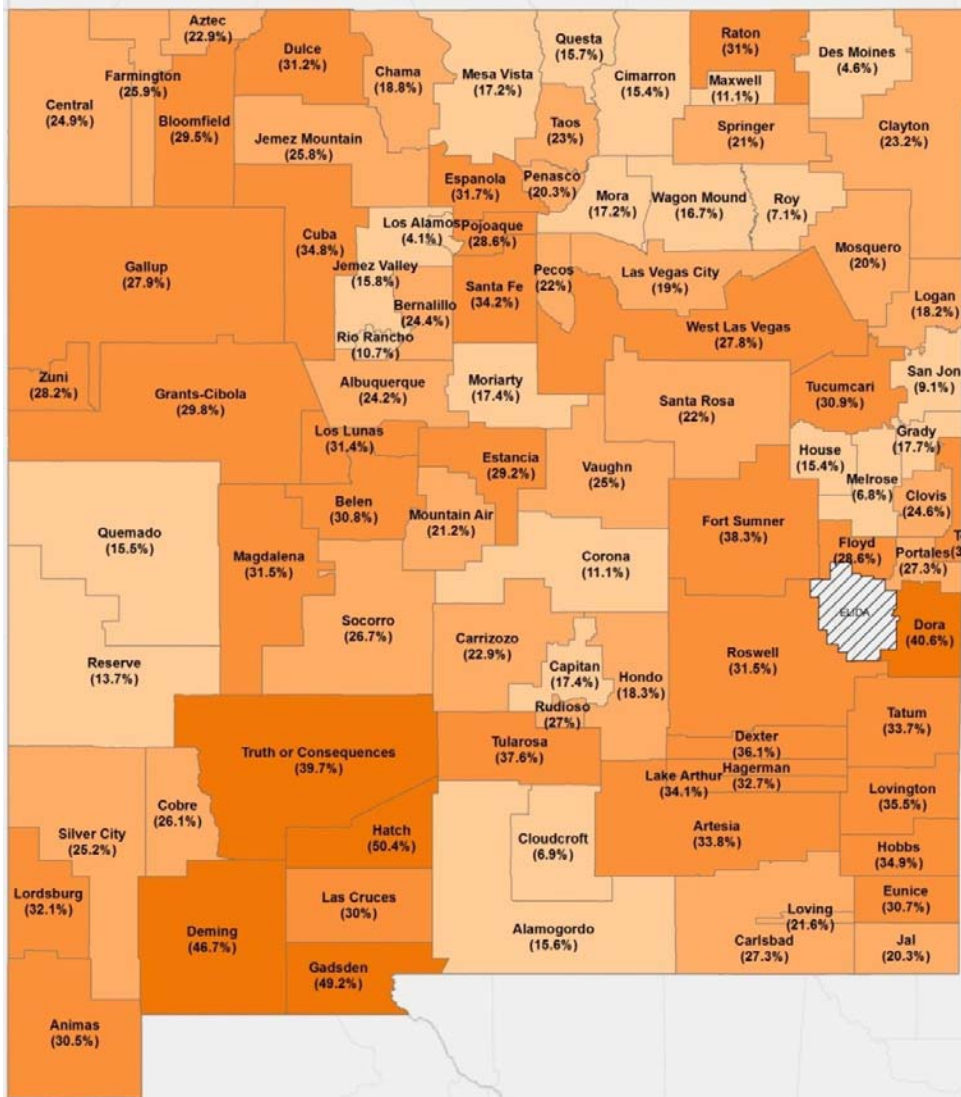 Aztec
(22.9%)
Farmington
(25.9%)
Central
(24.9%)
Bloomfield
(29.5%)
Dulce
(31.2%)
Chama
(18.8%)
Mesa Vista
(17.2%)
Questa
(15.7%)
Cimarron
(15.4%)
Raton
(31%)
Maxwell
(11.1%)
Des Moines
(4.6%)
Jemez Mountain
(25.8%)
Taos
(23%)
Springer
(21%)
Clayton
(23.2%)
Espanola
(31.7%)
Penasco
(20.3%)
Mora
(17.2%)
Wagon Mound
(16.7%)
Roy
(7.1%)
Gallup
(27.9%)
Cuba
(34.8%)
Los Alamos
(4.1%)
Pojoaque
(28.6%)
Jemez Valley
(15.8%)
Bernalillo
(24.4%)
Santa Fe
(34.2%)
Pecos
(22%)
Las Vegas City
(19%)
Mosquero
(20%)
Logan
(18.2%)
Rio Rancho
(10.7%)
West Las Vegas
(27.8%)
Zuni
(28.2%)
Grants-Cibola
(29.8%)
Albuquerque
(24.2%)
Moriarty
(17.4%)
Santa Rosa
(22%)
Tucumcari
(30.9%)
San Jon
(9.1%)
Los Lunas
(31.4%)
Estancia
(29.2%)
Vaughn
(25%)
House
(15.4%)
Grady
(17.7%)
Melrose
(6.8%)
Clovis
(24.6%)
Belen
(30.8%)
Mountain Air
(21.2%)
Quemado
(15.5%)
Magdalena
(31.5%)
Corona
(11.1%)
Fort Sumner
(38.3%)
Floyd
(28.6%)
Portales
(27.3%)
ELIDA
Dora
(40.6%)
Socorro
(26.7%)
Carrizozo
(22.9%)
Capitan
(17.4%)
Hondo
(18.3%)
Roswell
(31.5%)
Reserve
(13.7%)
Rudioso
(27%)
Tatum
(33.7%)
Truth or Consequences
(39.7%)
Tularosa
(37.6%)
Dexter
(36.1%)
Hagerman
(32.7%)
Lake Arthur
(34.1%)
Lovington
(35.5%)
Cobre
(26.1%)
Silver City
(25.2%)
Hatch
(50.4%)
Cloudcroft
(6.9%)
Artesia
(33.8%)
Hobbs
(34.9%)
Lordsburg
(32.1%)
Deming
(46.7%)
Las Cruces
(30%)
Alamogordo
(15.6%)
Loving
(21.6%)
Carlsbad
(27.3%)
Eunice
(30.7%)
Jal
(20.3%)
Gadsden
(49.2%)
Animas
(30.5%)